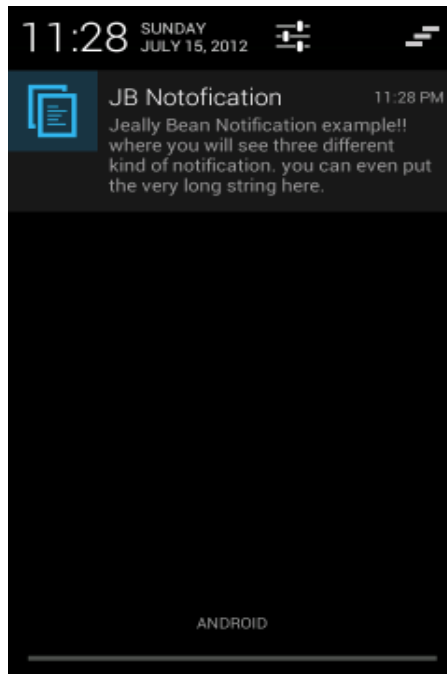 11:28 SUNDAY
JULY 15, 2012
JB Notofication 11:28 PM
Jeally Bean Notification example!!
where you will see three different
kind of notification. you can even put
the very long string here.
ANDROID